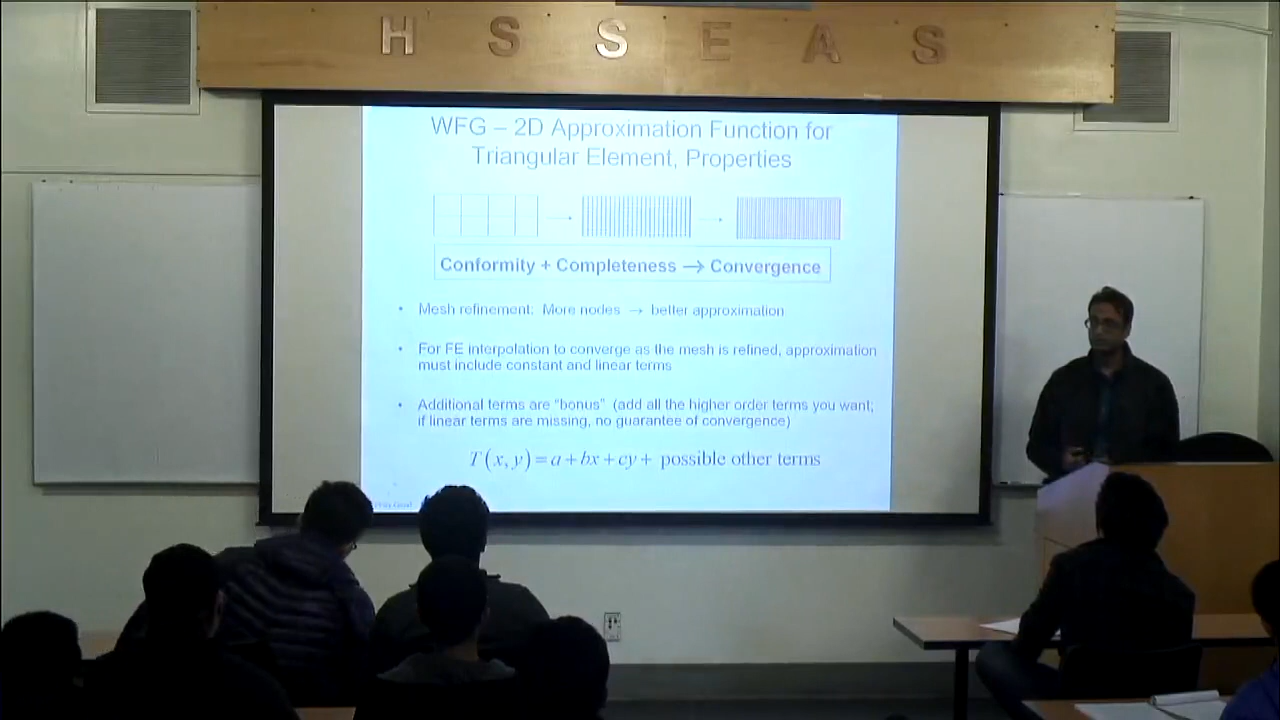 HSSEAS
WFG – 2D Approximation Function for
Triangular Element, Properties
Conformity + Completeness → Convergence
• Mesh refinement: More nodes → better approximation
• For FE interpolation to converge as the mesh is refined, approximation
must include constant and linear terms
• Additional terms are "bonus" (add all the higher order terms you want;
if linear terms are missing, no guarantee of convergence)
T(x, y) = a + bx + cy + possible other terms